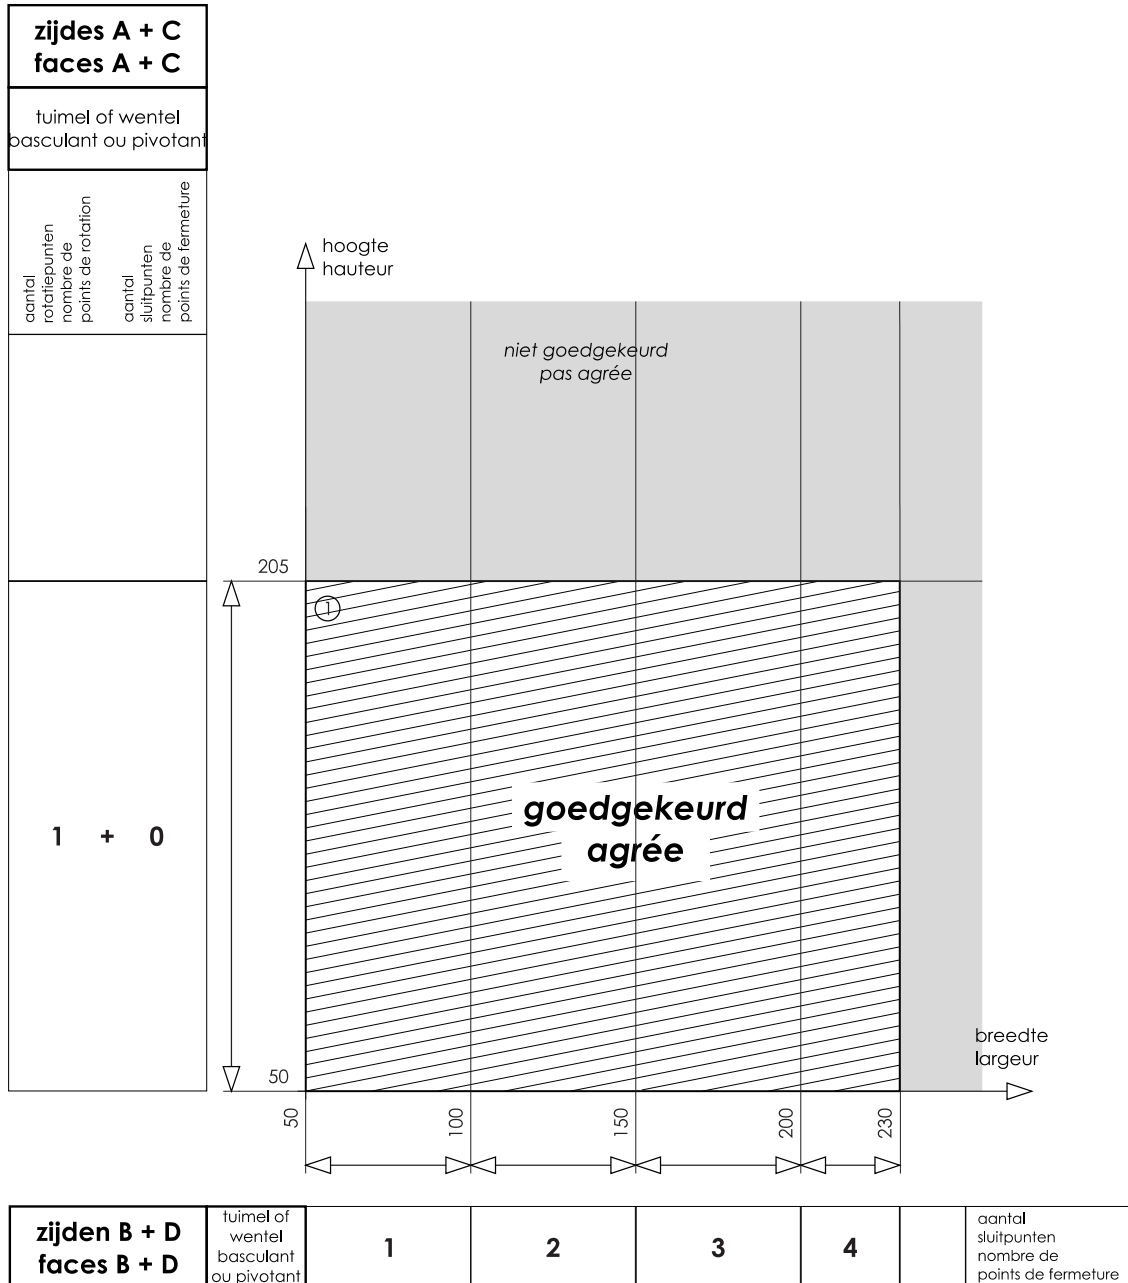 zijdes A + C
faces A + C
tuimel of wentel
basculant ou pivotant
aantal
rotatiepunten
nombre de
points de rotation
aantal
sluitpunten
nombre de
points de fermeture
hoogte
hauteur
niet goedgekeurd
pas agrée
205
1
goedgekeurd
agrée
1 + 0
breedte
largeur
50
50
100
150
200
230
zijden B + D
faces B + D
tuimel of
wentel
basculant
ou pivotant
1
2
3
4
aantal
sluitpunten
nombre de
points de fermeture